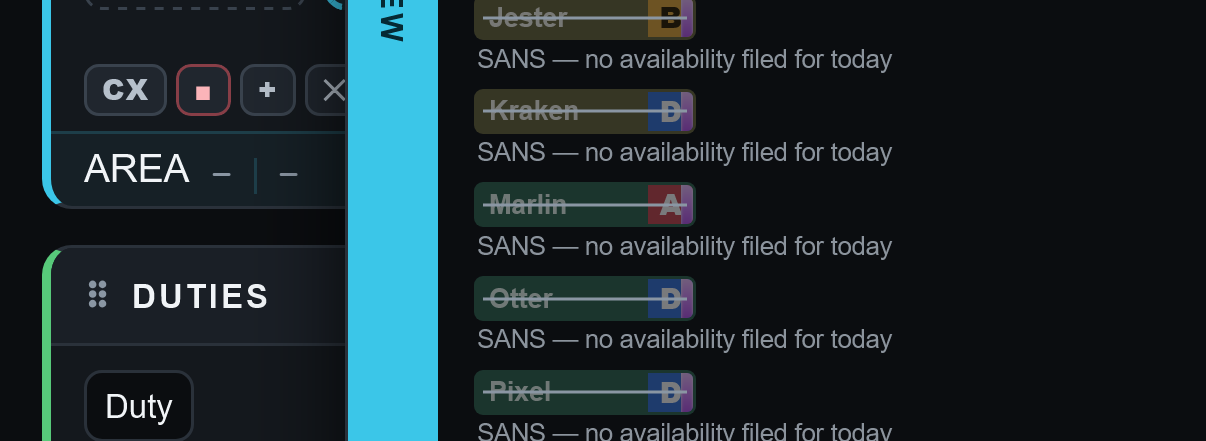 EW
CX ■ + ×
AREA – | –
DUTIES
Duty
Jester B
SANS — no availability filed for today
Kraken D
SANS — no availability filed for today
Marlin A
SANS — no availability filed for today
Otter D
SANS — no availability filed for today
Pixel D
SANS — no availability filed for today